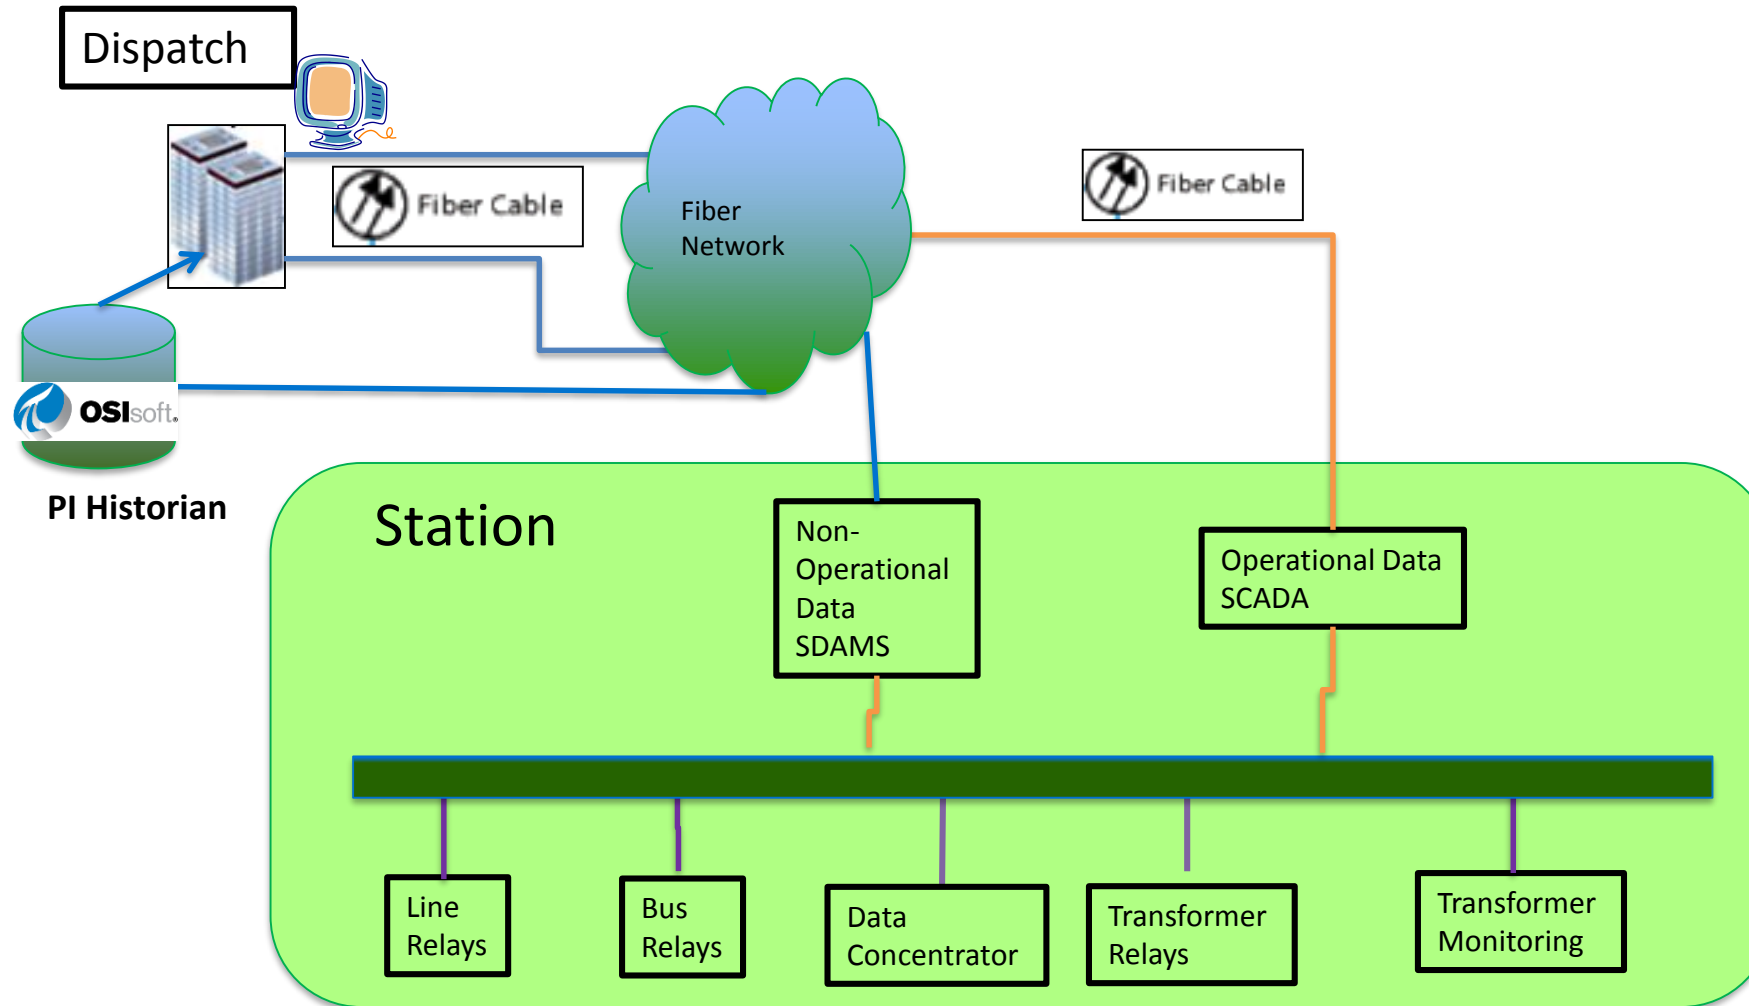 Dispatch
Fiber Cable
Fiber Cable
Fiber
Network
OSIsoft.
PI Historian
Station
Non-
Operational
Data
SDAMS
Operational Data
SCADA
Line
Relays
Bus
Relays
Data
Concentrator
Transformer
Relays
Transformer
Monitoring